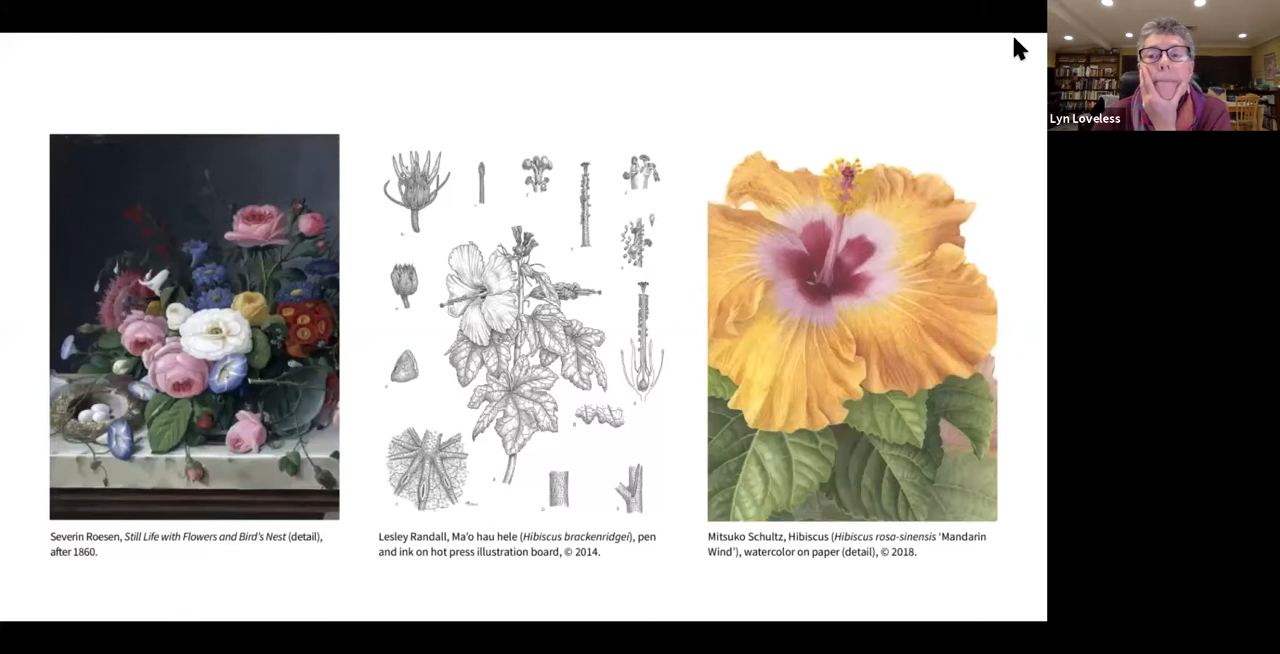 Lyn Loveless
Severin Roesen, Still Life with Flowers and Bird's Nest (detail),
after 1860.
Lesley Randall, Ma'o hau hele (Hibiscus brackenridgei), pen
and ink on hot press illustration board, © 2014.
Mitsuko Schultz, Hibiscus (Hibiscus rosa-sinensis 'Mandarin
Wind'), watercolor on paper (detail), © 2018.